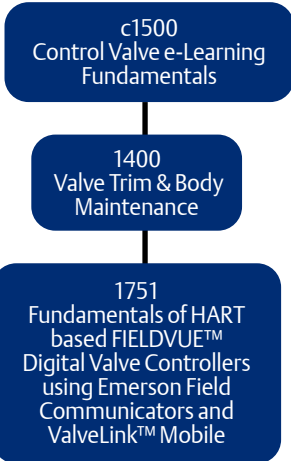 c1500
Control Valve e-Learning
Fundamentals
1400
Valve Trim & Body
Maintenance
1751
Fundamentals of HART
based FIELDVUE™
Digital Valve Controllers
using Emerson Field
Communicators and
ValveLink™ Mobile